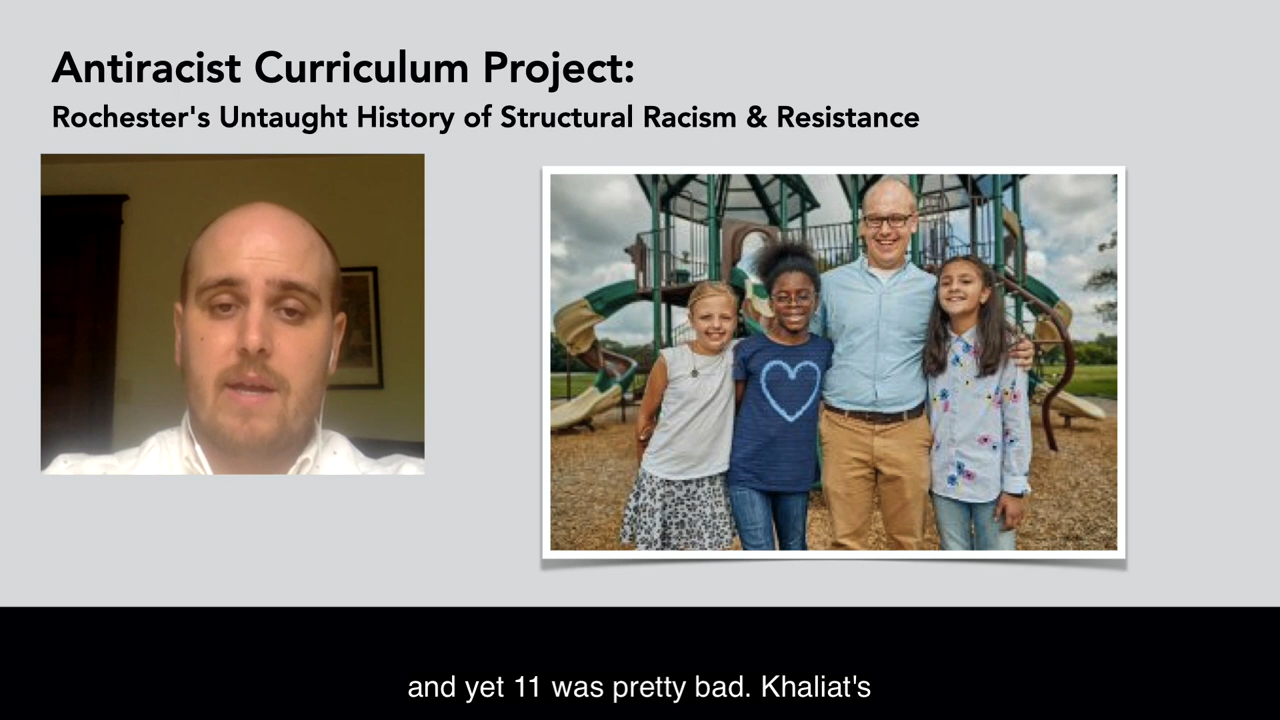 Antiracist Curriculum Project:
Rochester's Untaught History of Structural Racism & Resistance
and yet 11 was pretty bad. Khaliat's